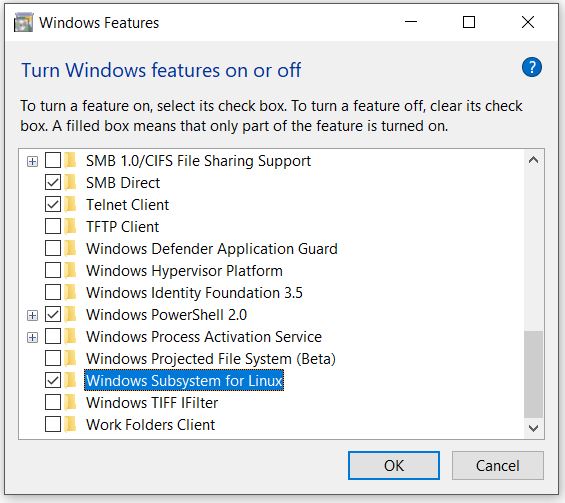 Windows Features
Turn Windows features on or off
?
To turn a feature on, select its check box. To turn a feature off, clear its check
box. A filled box means that only part of the feature is turned on.
SMB 1.0/CIFS File Sharing Support
SMB Direct
Telnet Client
TFTP Client
Windows Defender Application Guard
Windows Hypervisor Platform
Windows Identity Foundation 3.5
Windows PowerShell 2.0
Windows Process Activation Service
Windows Projected File System (Beta)
Windows Subsystem for Linux
Windows TIFF IFilter
Work Folders Client
OK Cancel